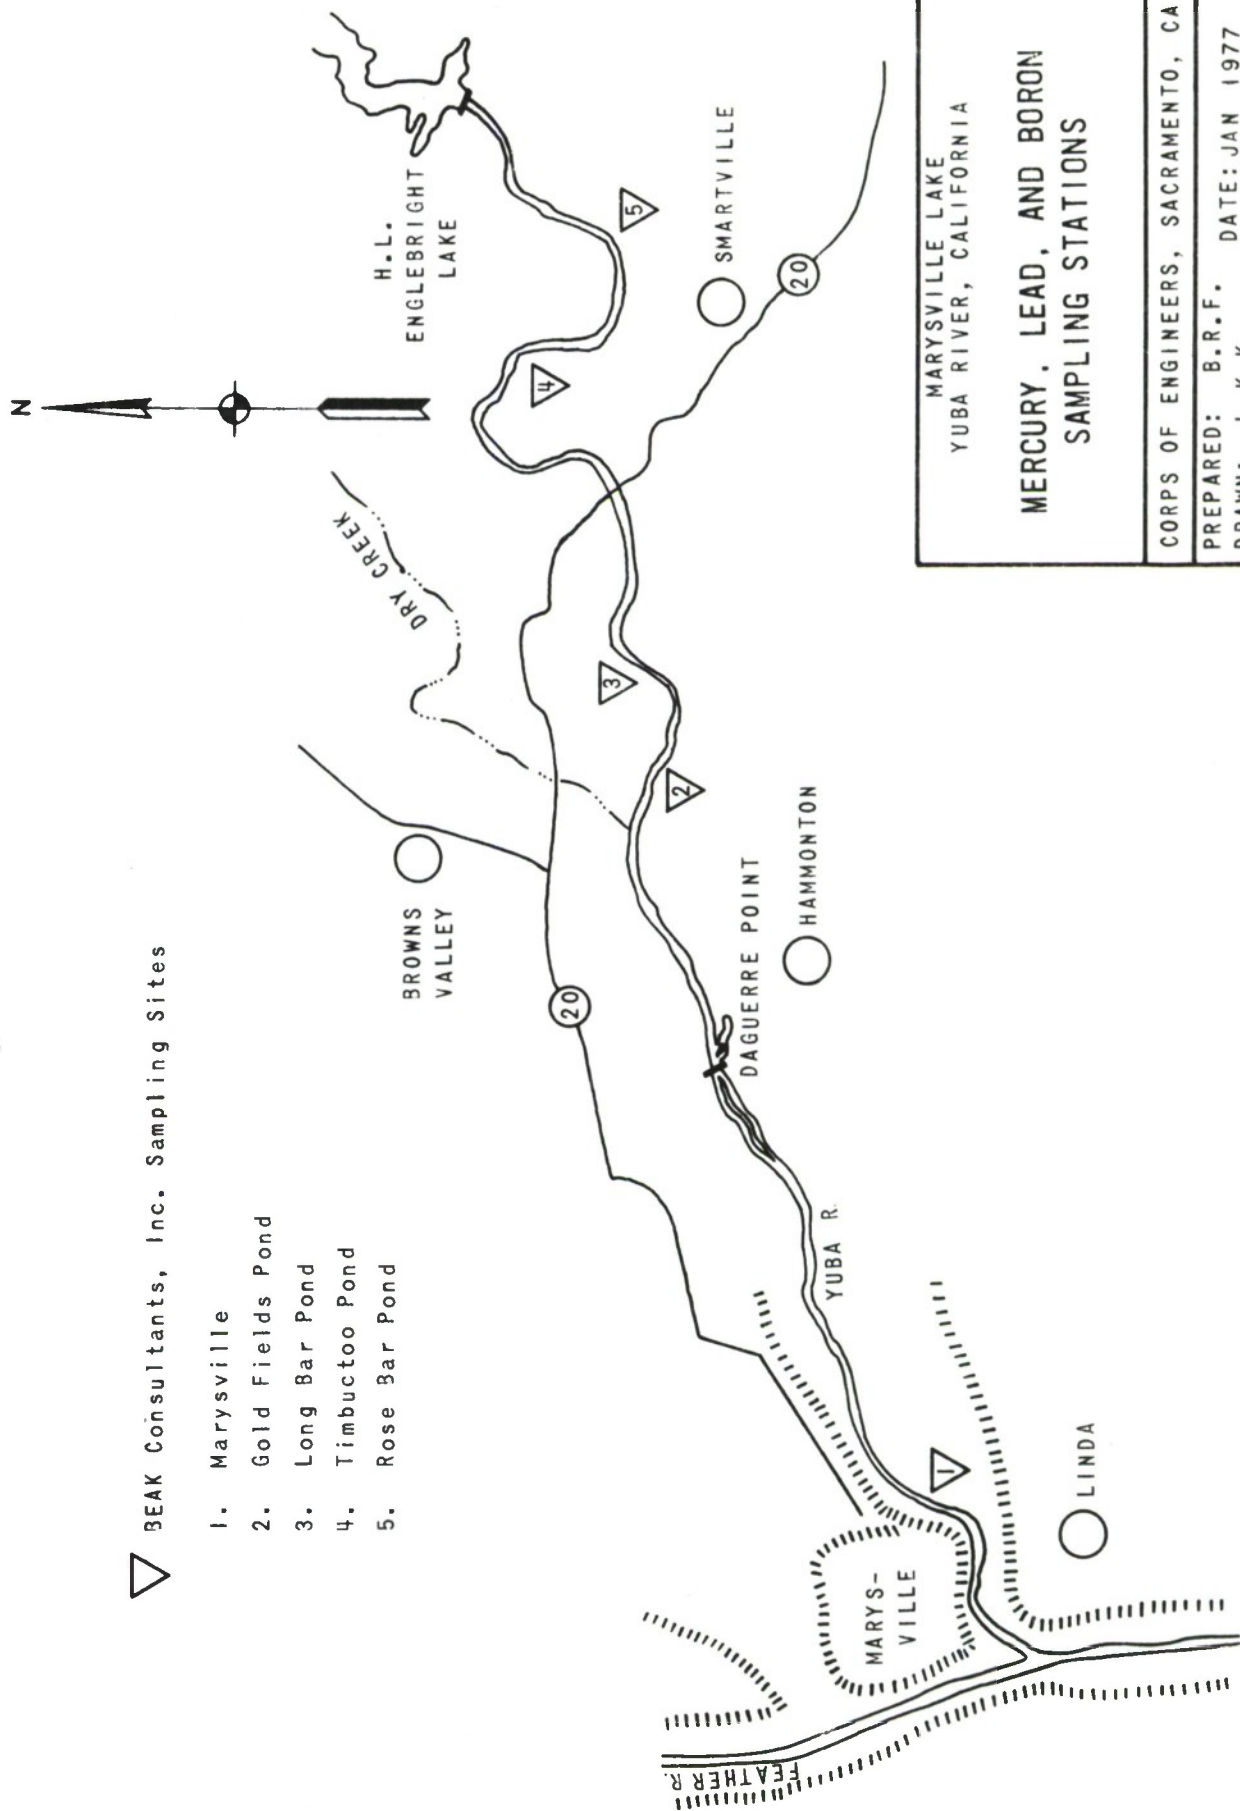 BEAK Consultants, Inc. Sampling Sites
1. Marysville
2. Gold Fields Pond
3. Long Bar Pond
4. Timbuctoo Pond
5. Rose Bar Pond
N
H.L.
ENGLEBRIGHT
LAKE
DRY CREEK
BROWNS
VALLEY
20
5
4
3
2
1
SMARTVILLE
20
HAMMONTON
DAGUERRE POINT
YUBA R.
MARYS-
VILLE
LINDA
FEATHER R.
MARYSVILLE LAKE
YUBA RIVER, CALIFORNIA
MERCURY, LEAD, AND BORON
SAMPLING STATIONS
CORPS OF ENGINEERS, SACRAMENTO, CA
PREPARED: B.R.F. DATE: JAN 1977